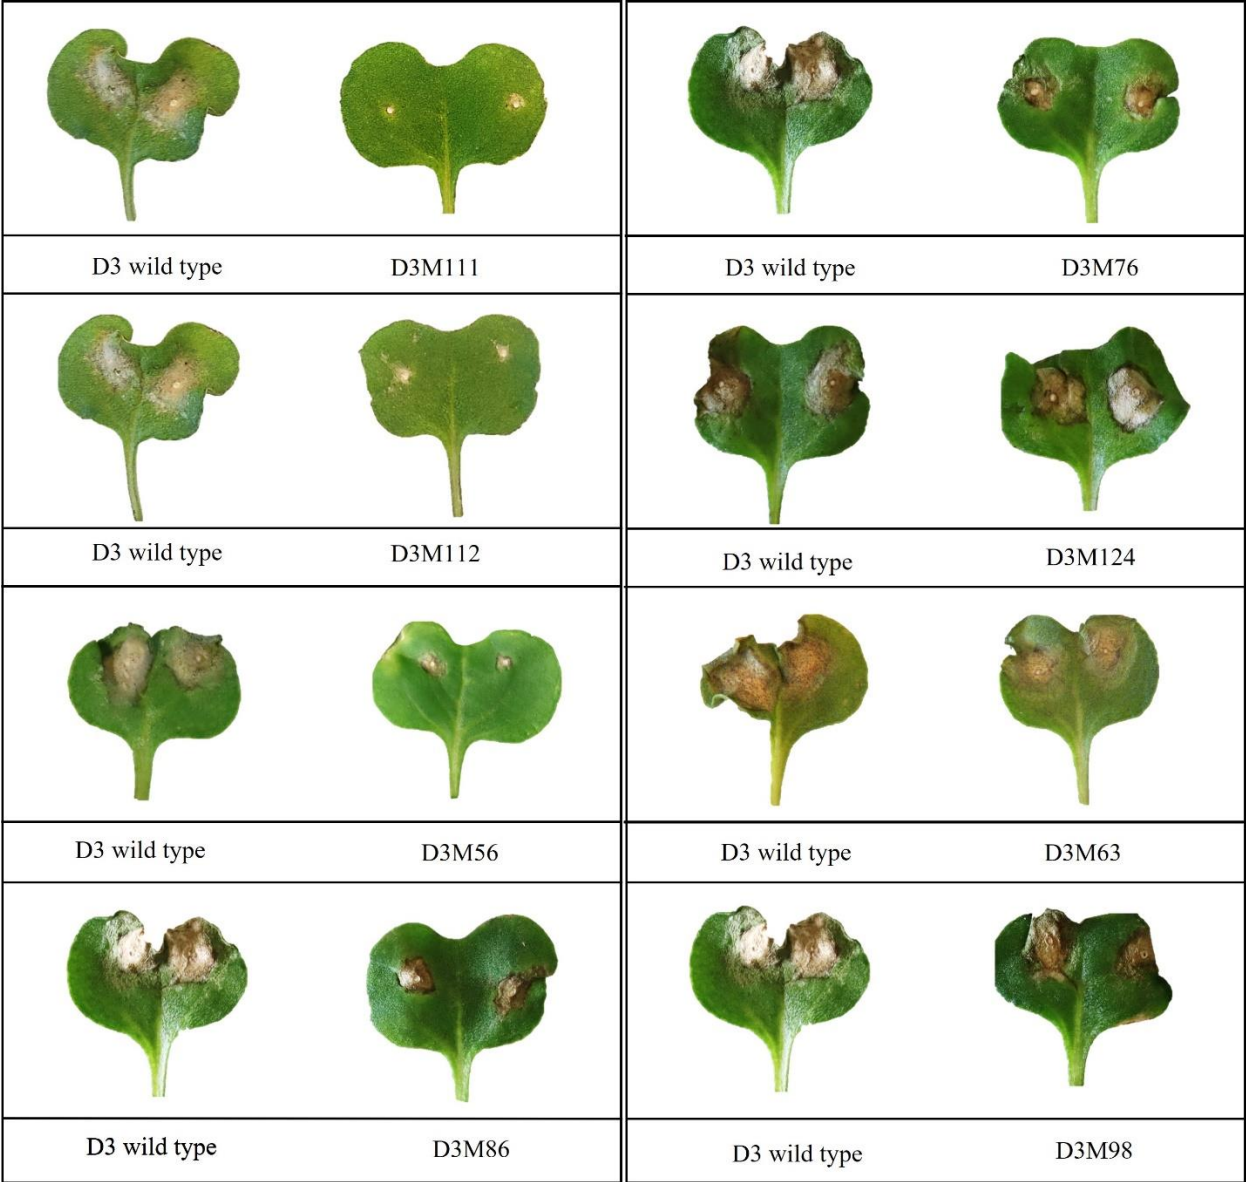 D3 wild type D3M111
D3 wild type D3M76
D3 wild type D3M112
D3 wild type D3M124
D3 wild type D3M56
D3 wild type D3M63
D3 wild type D3M86
D3 wild type D3M98